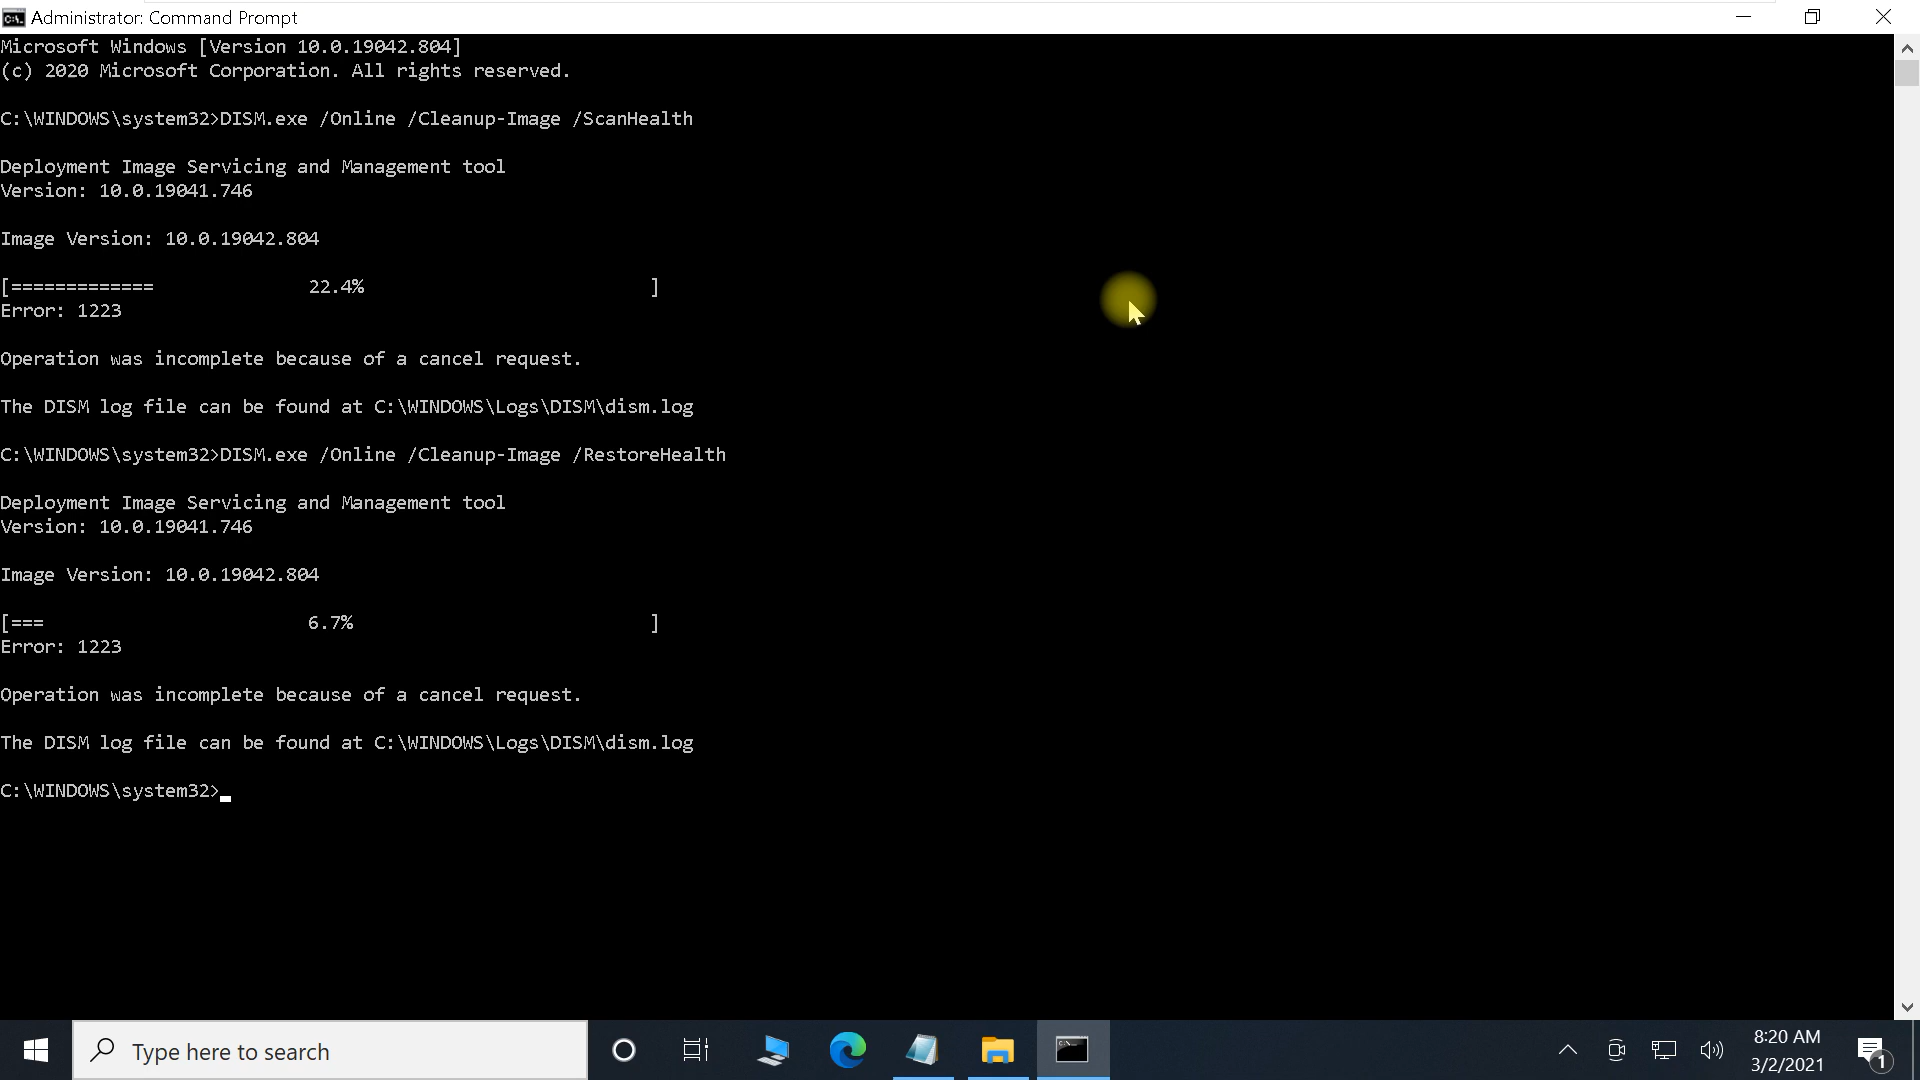 Administrator: Command Prompt
Microsoft Windows [Version 10.0.19042.804]
(c) 2020 Microsoft Corporation. All rights reserved.
C:\WINDOWS\system32>DISM.exe /Online /Cleanup-Image /ScanHealth
Deployment Image Servicing and Management tool
Version: 10.0.19041.746
Image Version: 10.0.19042.804
[============= 22.4% ]
Error: 1223
Operation was incomplete because of a cancel request.
The DISM log file can be found at C:\WINDOWS\Logs\DISM\dism.log
C:\WINDOWS\system32>DISM.exe /Online /Cleanup-Image /RestoreHealth
Deployment Image Servicing and Management tool
Version: 10.0.19041.746
Image Version: 10.0.19042.804
[=== 6.7% ]
Error: 1223
Operation was incomplete because of a cancel request.
The DISM log file can be found at C:\WINDOWS\Logs\DISM\dism.log
C:\WINDOWS\system32>_
Type here to search
8:20 AM
3/2/2021
1